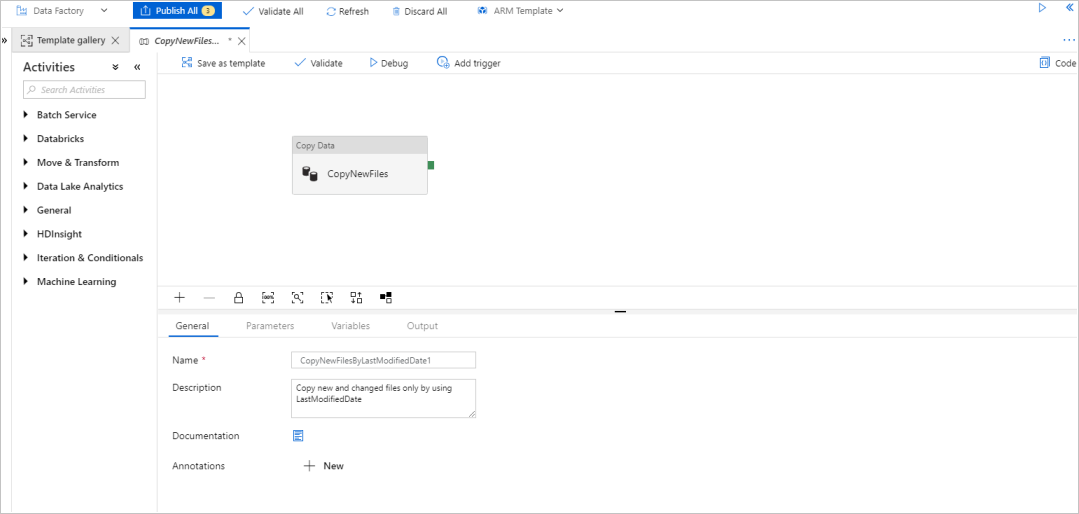 Data Factory Publish All 3 Validate All Refresh Discard All ARM Template
» Template gallery CopyNewFiles... *
Activities
Save as template Validate Debug Add trigger Code
Search Activities
Batch Service
Databricks
Move & Transform
Data Lake Analytics
General
HDInsight
Iteration & Conditionals
Machine Learning
Copy Data
CopyNewFiles
100%
General Parameters Variables Output
Name * CopyNewFilesByLastModifiedDate1
Description Copy new and changed files only by using
LastModifiedDate
Documentation
Annotations New